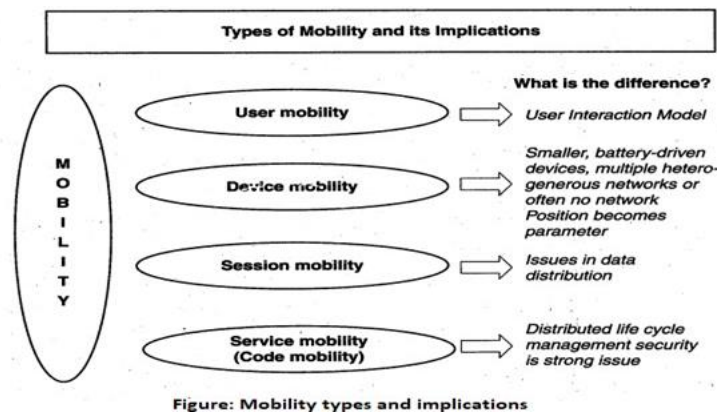 Types of Mobility and its Implications
What is the difference?
MOBILITY
User mobility
User Interaction Model
Device mobility
Smaller, battery-driven
devices, multiple hetero-
generous networks or
often no network
Position becomes
parameter
Session mobility
Issues in data
distribution
Service mobility
(Code mobility)
Distributed life cycle
management security
is strong issue
Figure: Mobility types and implications